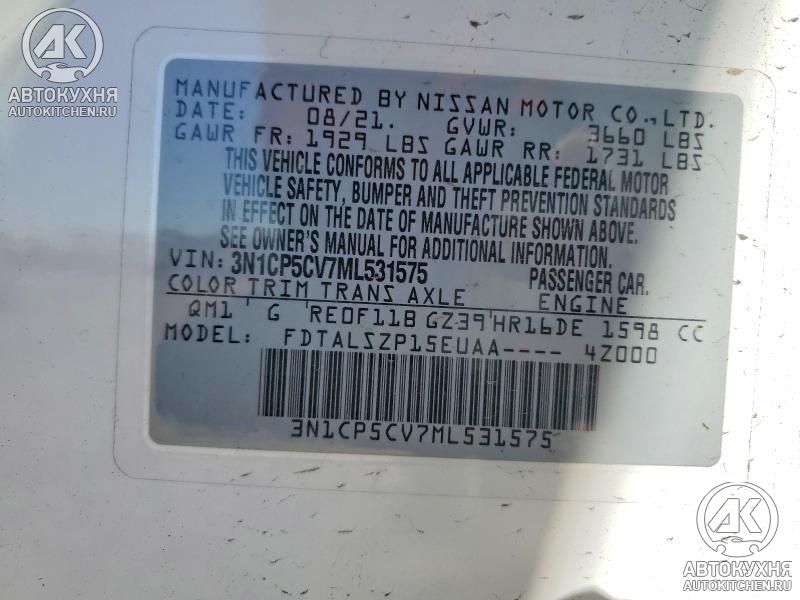 AK
АВТОКУХНЯ
AUTOKITCHEN.RU
MANUFACTURED BY NISSAN MOTOR CO., LTD.
DATE: 08/21. GVWR: 3660 LBS
GAWR FR: 1929 LBS GAWR RR: 1731 LBS
THIS VEHICLE CONFORMS TO ALL APPLICABLE FEDERAL MOTOR
VEHICLE SAFETY, BUMPER AND THEFT PREVENTION STANDARDS
IN EFFECT ON THE DATE OF MANUFACTURE SHOWN ABOVE.
SEE OWNER'S MANUAL FOR ADDITIONAL INFORMATION.
VIN: 3N1CP5CV7ML531575 PASSENGER CAR.
COLOR TRIM TRANS AXLE ENGINE
QM1 ' G RE0F11B GZ39'HR16DE 1598 CC
MODEL: FDTALSZP15EUAA---- 4Z000
3N1CP5CV7ML531575
AK
АВТОКУХНЯ
AUTOKITCHEN.RU